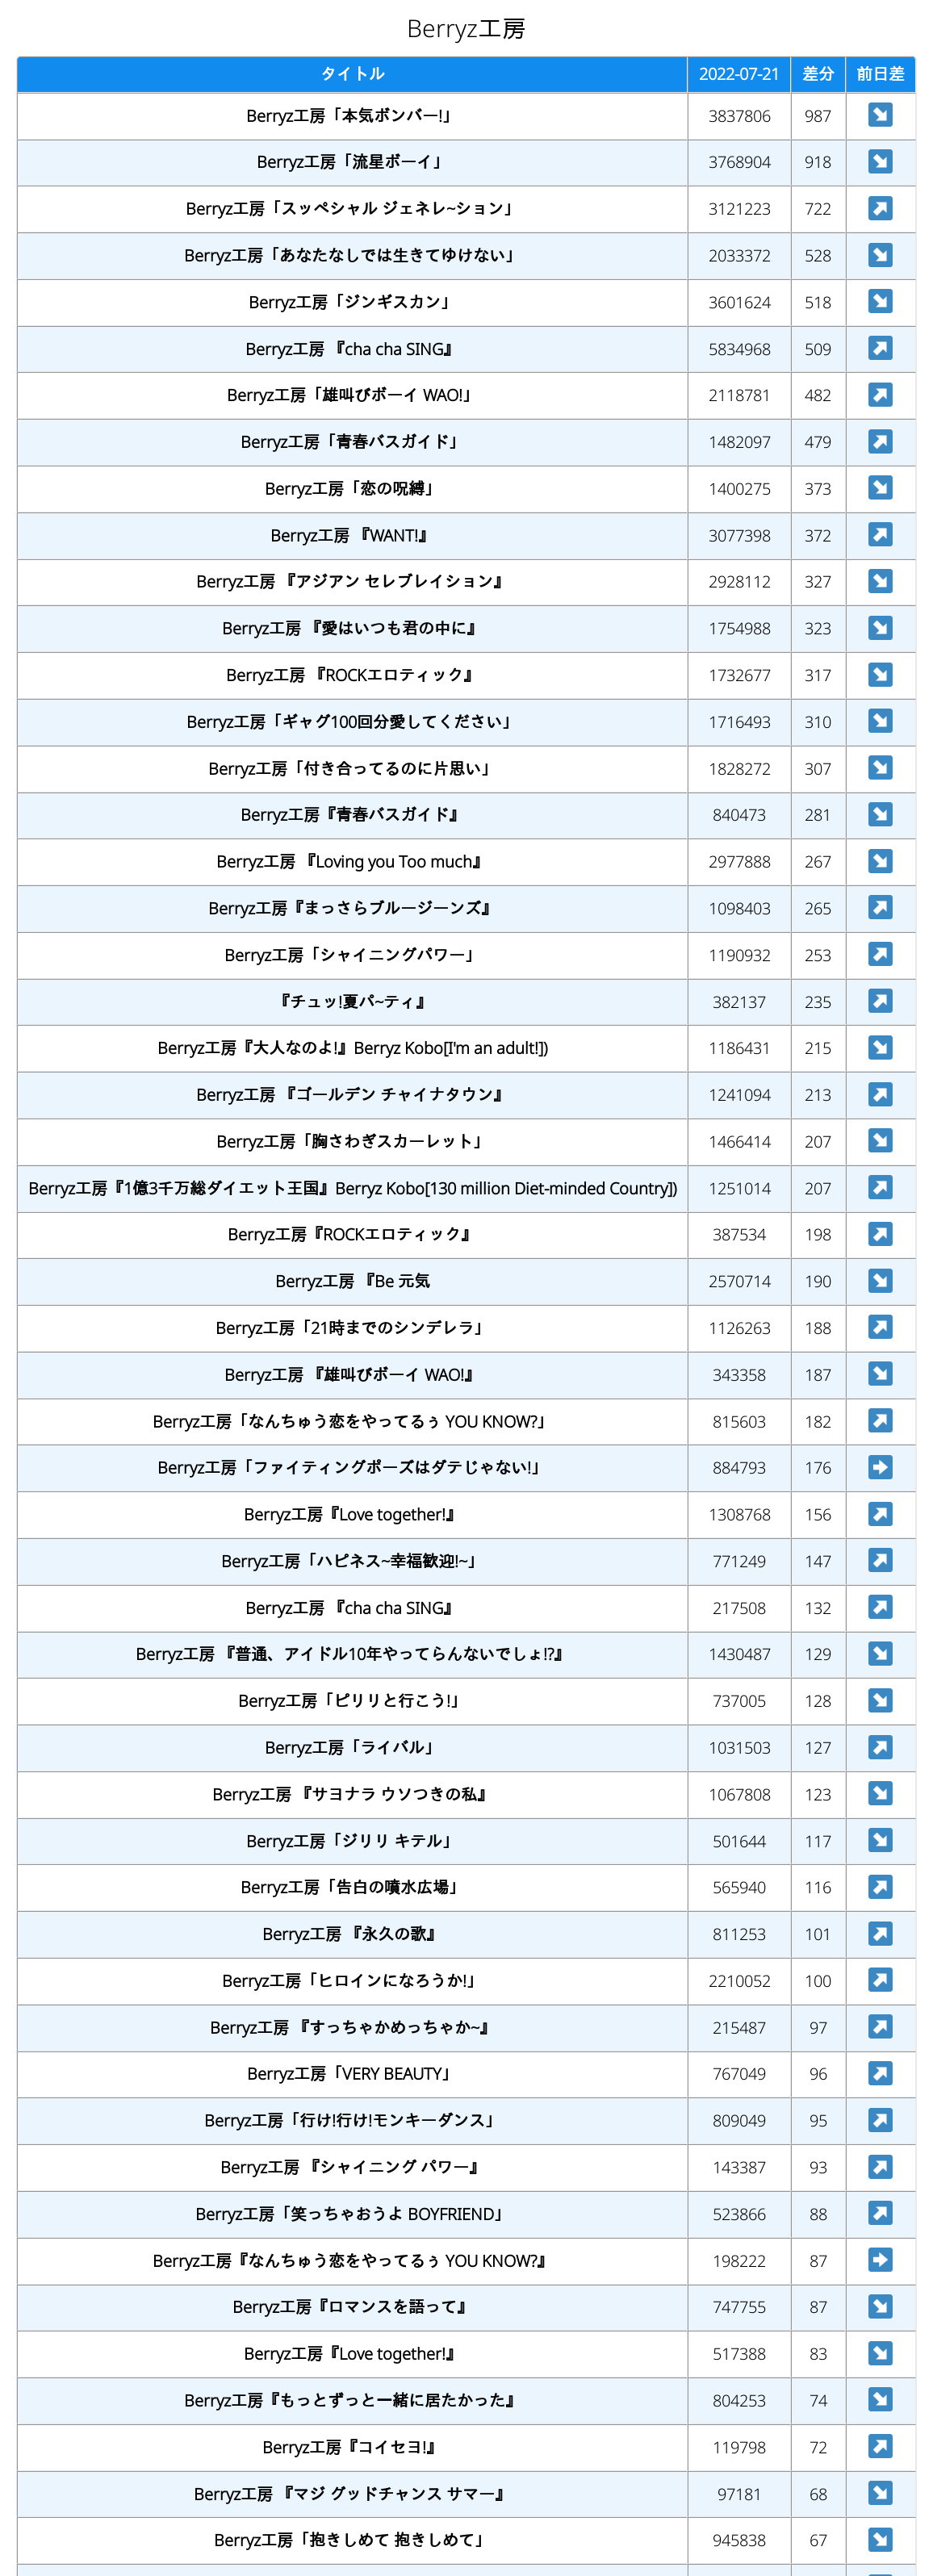 Berryz工房
タイトル 2022-07-21 差分 前日差
Berryz工房「本気ボンバー!」 3837806 987 ↘
Berryz工房「流星ボーイ」 3768904 918 ↘
Berryz工房「スッペシャル ジェネレ~ション」 3121223 722 ↗
Berryz工房「あなたなしでは生きてゆけない」 2033372 528 ↘
Berryz工房「ジンギスカン」 3601624 518 ↘
Berryz工房 『cha cha SING』 5834968 509 ↗
Berryz工房「雄叫びボーイ WAO!」 2118781 482 ↗
Berryz工房「青春バスガイド」 1482097 479 ↗
Berryz工房「恋の呪縛」 1400275 373 ↘
Berryz工房 『WANT!』 3077398 372 ↗
Berryz工房 『アジアン セレブレイション』 2928112 327 ↘
Berryz工房 『愛はいつも君の中に』 1754988 323 ↘
Berryz工房 『ROCKエロティック』 1732677 317 ↘
Berryz工房「ギャグ100回分愛してください」 1716493 310 ↘
Berryz工房「付き合ってるのに片思い」 1828272 307 ↘
Berryz工房『青春バスガイド』 840473 281 ↘
Berryz工房 『Loving you Too much』 2977888 267 ↘
Berryz工房『まっさらブルージーンズ』 1098403 265 ↗
Berryz工房「シャイニングパワー」 1190932 253 ↗
『チュッ!夏パ~ティ』 382137 235 ↗
Berryz工房『大人なのよ!』Berryz Kobo[I'm an adult!]) 1186431 215 ↘
Berryz工房 『ゴールデン チャイナタウン』 1241094 213 ↗
Berryz工房「胸さわぎスカーレット」 1466414 207 ↘
Berryz工房『1億3千万総ダイエット王国』Berryz Kobo[130 million Diet-minded Country]) 1251014 207 ↗
Berryz工房『ROCKエロティック』 387534 198 ↗
Berryz工房 『Be 元気 2570714 190 ↘
Berryz工房「21時までのシンデレラ」 1126263 188 ↗
Berryz工房 『雄叫びボーイ WAO!』 343358 187 ↘
Berryz工房「なんちゅう恋をやってるぅ YOU KNOW?」 815603 182 ↗
Berryz工房「ファイティングポーズはダテじゃない!」 884793 176 ➡
Berryz工房『Love together!』 1308768 156 ↗
Berryz工房「ハピネス~幸福歓迎!~」 771249 147 ↗
Berryz工房 『cha cha SING』 217508 132 ↗
Berryz工房 『普通、アイドル10年やってらんないでしょ!?』 1430487 129 ↘
Berryz工房「ピリリと行こう!」 737005 128 ↘
Berryz工房「ライバル」 1031503 127 ↗
Berryz工房 『サヨナラ ウソつきの私』 1067808 123 ↘
Berryz工房「ジリリ キテル」 501644 117 ↘
Berryz工房「告白の噴水広場」 565940 116 ↗
Berryz工房 『永久の歌』 811253 101 ↗
Berryz工房「ヒロインになろうか!」 2210052 100 ↗
Berryz工房 『すっちゃかめっちゃか~』 215487 97 ↗
Berryz工房「VERY BEAUTY」 767049 96 ↗
Berryz工房「行け!行け!モンキーダンス」 809049 95 ↗
Berryz工房 『シャイニング パワー』 143387 93 ↗
Berryz工房「笑っちゃおうよ BOYFRIEND」 523866 88 ↗
Berryz工房『なんちゅう恋をやってるぅ YOU KNOW?』 198222 87 ➡
Berryz工房『ロマンスを語って』 747755 87 ↘
Berryz工房『Love together!』 517388 83 ↘
Berryz工房『もっとずっと一緒に居たかった』 804253 74 ↘
Berryz工房『コイセヨ!』 119798 72 ↗
Berryz工房 『マジ グッドチャンス サマー』 97181 68 ↘
Berryz工房「抱きしめて 抱きしめて」 945838 67 ↘